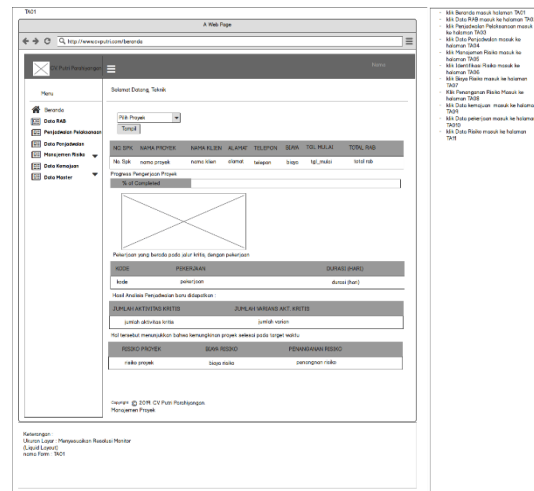 TA01
A Web Page
http://www.cvputri.com/beranda
CV Putri Parahyangan
Nama
Menu
Selamat Datang, Teknik
Beranda
Data RAB
Penjadwalan Pelaksanaan
Data Penjadwalan
Manajemen Risiko
Data Kemajuan
Data Master
Pilih Proyek
Tampil
NO. SPK NAMA PROYEK NAMA KLIEN ALAMAT TELEPON BIAYA TGL. MULAI TOTAL RAB
No. Spk nama proyek nama klien alamat telepon biaya tgl_mulai total rab
Progress Pengerjaan Proyek
% of Completed
Pekerjaan yang berada pada jalur kritis, dengan pekerjaan
KODE PEKERJAAN DURASI (HARI)
kode pekerjaan durasi (hari)
Hasil Analisis Penjadwalan baru didapatkan :
JUMLAH AKTIVITAS KRITIS JUMLAH VARIANS AKT. KRITIS
jumlah aktivitas kritis jumlah varian
Hal tersebut menunjukkan bahwa kemungkinan proyek selesai pada target waktu
RISIKO PROYEK BIAYA RISIKO PENANGANAN RISIKO
risiko proyek biaya risiko penanganan risiko
Copyright © 2019. CV Putri Parahyangan.
Manajemen Proyek
Keterangan :
Ukuran Layar : Menyesuaikan Resolusi Monitor
(Liquid Layout)
nama Form : TA01
- klik Beranda masuk halaman TA01
- klik Data RAB masuk ke halaman
- klik Penjadwalan Pelaksanaan masuk
ke halaman TA03
- klik Data Penjadwalan masuk ke
halaman TA04
- klik Manajemen Risiko masuk ke
halaman TA05
- klik Identifikasi Risiko masuk ke
halaman TA06
- klik Biaya Risiko masuk ke halaman
TA07
- Klik Penanganan Risiko Masuk ke
halaman TA08
- klik Data kemajuan masuk ke halaman
TA09
- klik Data pekerjaan masuk ke halaman
TA010
- klik Data Risiko masuk ke halaman
TA11